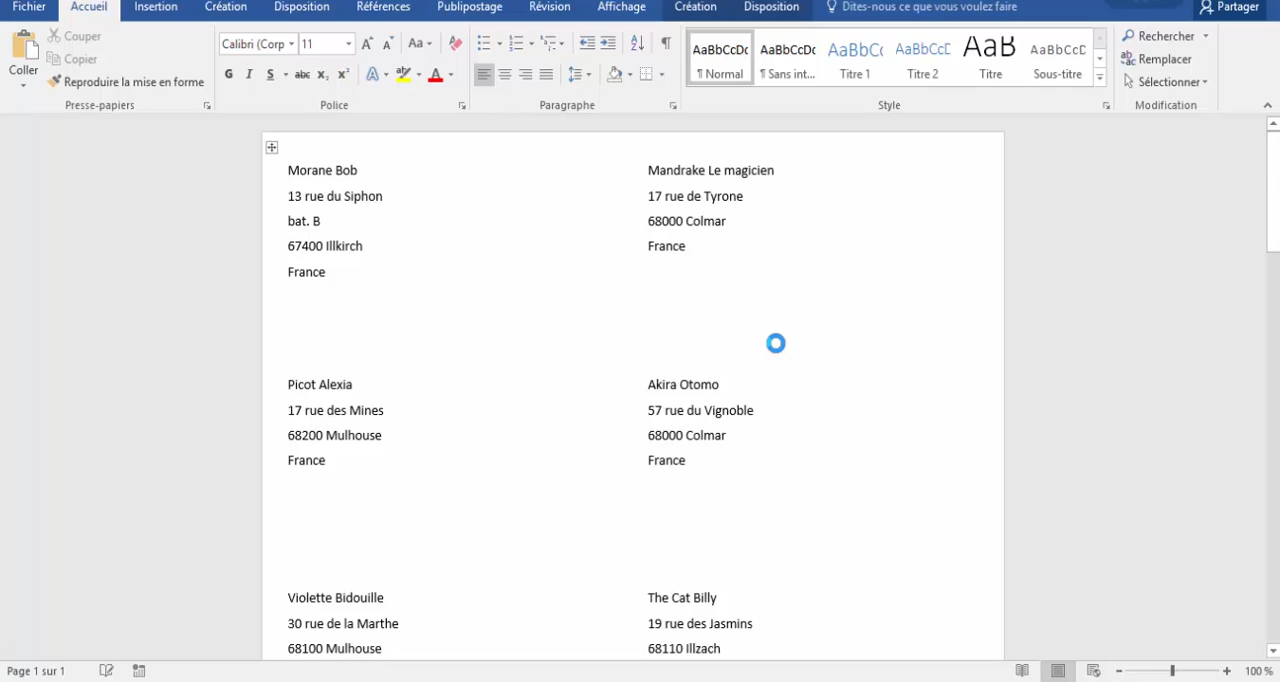 Fichier Accueil Insertion Création Disposition Références Publipostage Révision Affichage Création Disposition Dites-nous ce que vous voulez faire Partager
Coller
Couper
Copier
Reproduire la mise en forme
Presse-papiers
Calibri (Corp 11
Aa
G I S abc x₂ x² A A
Police
Paragraphe
AaBbCcDc AaBbCcDc AaBbCc AaBbCcD AaB AaBbCcD
¶ Normal ¶ Sans int... Titre 1 Titre 2 Titre Sous-titre
Style
Rechercher
Remplacer
Sélectionner
Modification
Morane Bob
13 rue du Siphon
bat. B
67400 Illkirch
France
Mandrake Le magicien
17 rue de Tyrone
68000 Colmar
France
Picot Alexia
17 rue des Mines
68200 Mulhouse
France
Akira Otomo
57 rue du Vignoble
68000 Colmar
France
Violette Bidouille
30 rue de la Marthe
68100 Mulhouse
The Cat Billy
19 rue des Jasmins
68110 Illzach
Page 1 sur 1
100 %